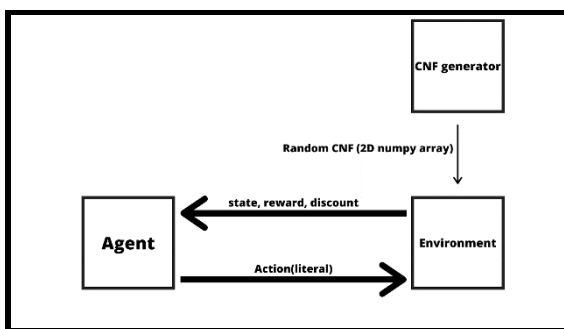 CNF generator
Random CNF (2D numpy array)
state, reward, discount
Agent
Environment
Action(literal)